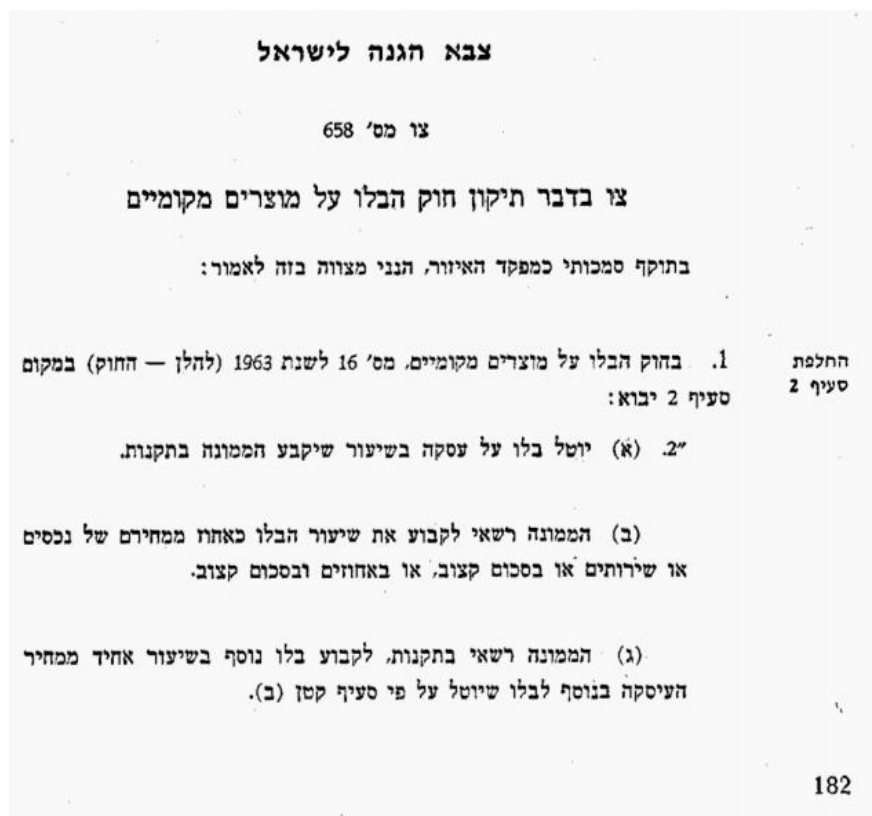 צבא הגנה לישראל
צו מס׳ 658
צו בדבר תיקון חוק הבלו על מוצרים מקומיים
בתוקף סמכותי כמפקד האיזור, הנני מצווה בזה לאמור:
החלפת
סעיף 2
1. בחוק הבלו על מוצרים מקומיים, מס׳ 16 לשנת 1963 (להלן — החוק) במקום
סעיף 2 יבוא:
״2. (א) יוטל בלו על עסקה בשיעור שיקבע הממונה בתקנות.
(ב) הממונה רשאי לקבוע את שיעור הבלו כאחוז ממחירם של נכסים
או שירותים או בסכום קצוב, או באחוזים ובסכום קצוב.
(ג) הממונה רשאי בתקנות, לקבוע בלו נוסף בשיעור אחיד ממחיר
העיסקה בנוסף לבלו שיוטל על פי סעיף קטן (ב).
182